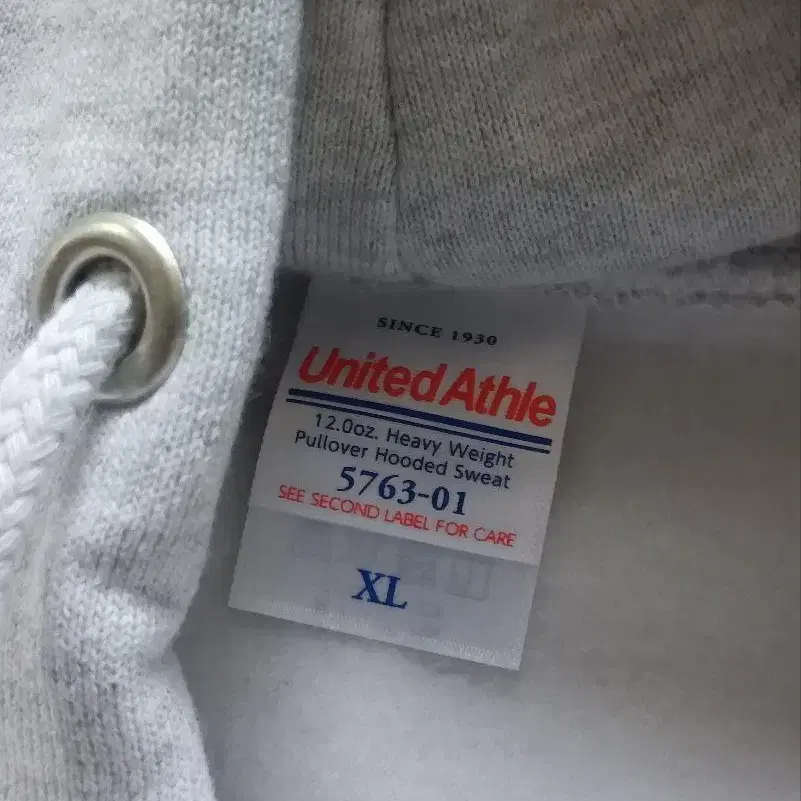 SINCE 1930
United Athle
12.0oz. Heavy Weight
Pullover Hooded Sweat
5763-01
SEE SECOND LABEL FOR CARE
XL